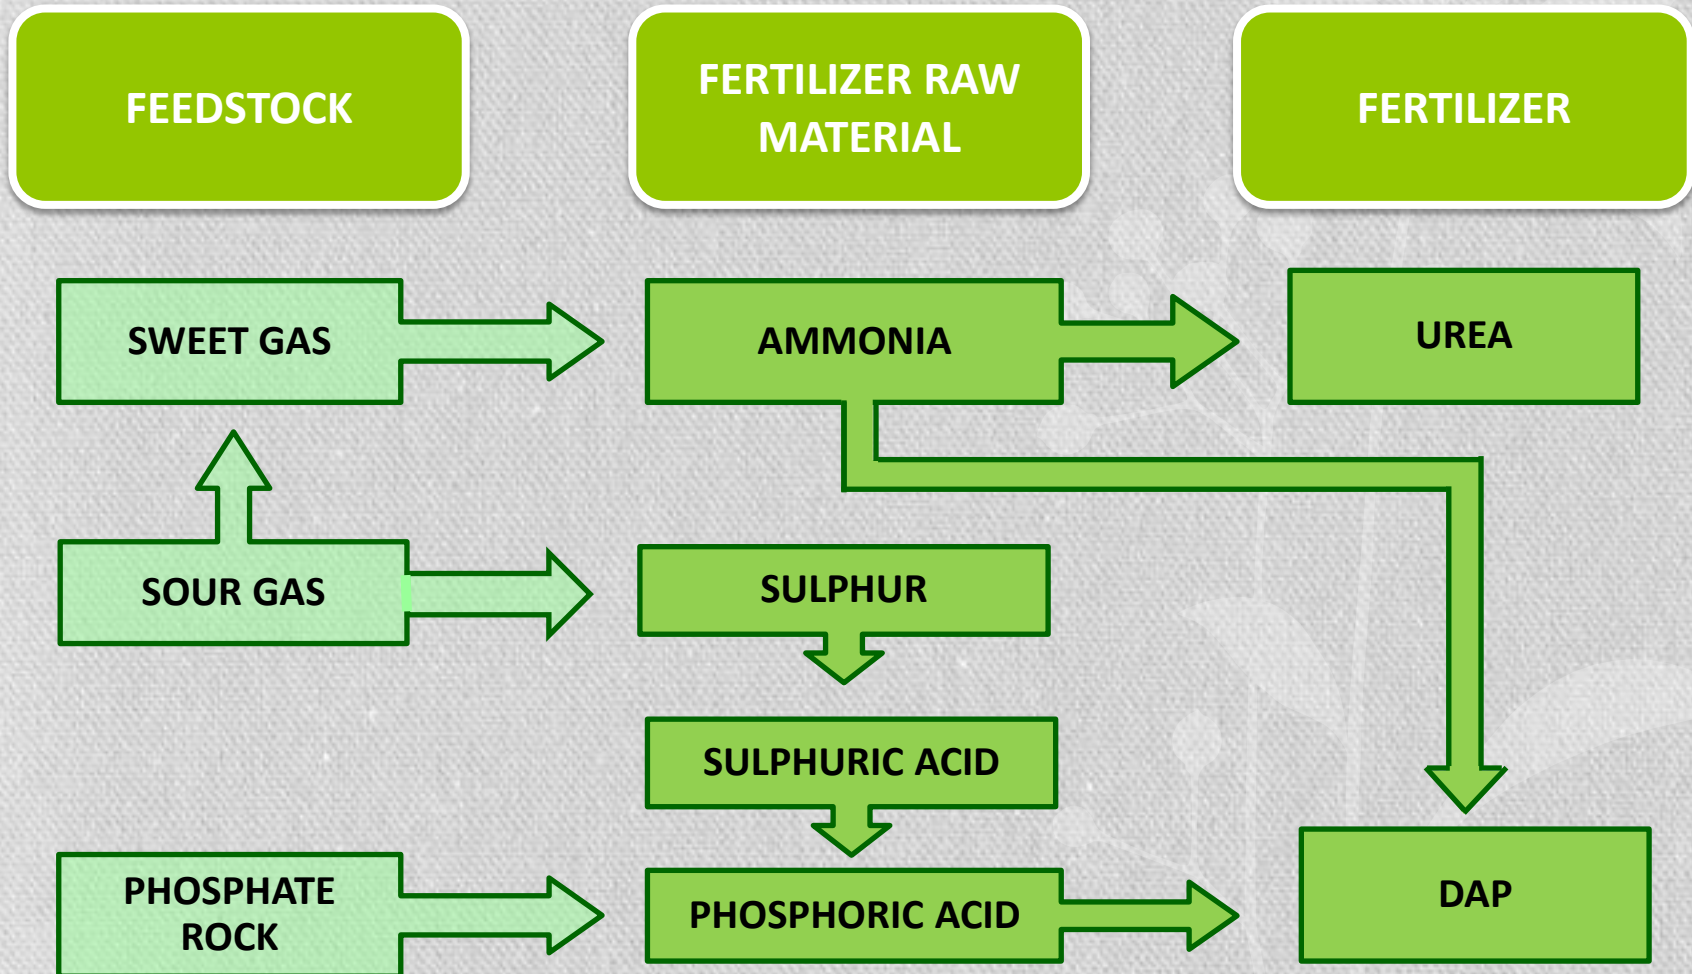 FEEDSTOCK
FERTILIZER RAW
MATERIAL
FERTILIZER
SWEET GAS
AMMONIA
UREA
SOUR GAS
SULPHUR
SULPHURIC ACID
PHOSPHATE
ROCK
PHOSPHORIC ACID
DAP